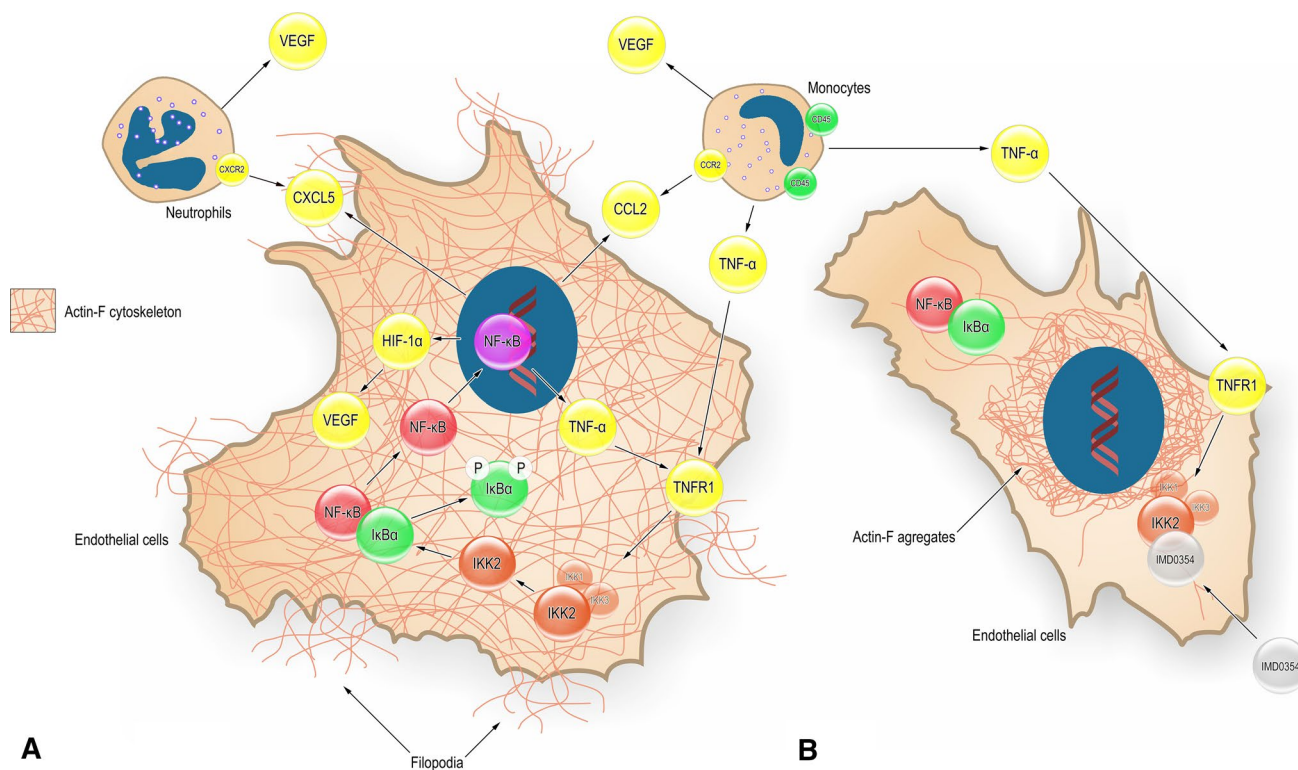 VEGF
CXCR2
Neutrophils
CXCL5
VEGF
Monocytes
CD45
CCR2
CD45
CCL2
TNF-α
TNF-α
Actin-F cytoskeleton
HIF-1α
NF-κB
VEGF
NF-κB
TNF-α
P
P
IκBα
TNFR1
NF-κB
IκBα
Endothelial cells
IKK2
IKK1
IKK3
IKK2
Filopodia
A
NF-κB
IκBα
TNFR1
IKK1
IKK3
IKK2
IMD0354
Actin-F agregates
Endothelial cells
IMD0354
B